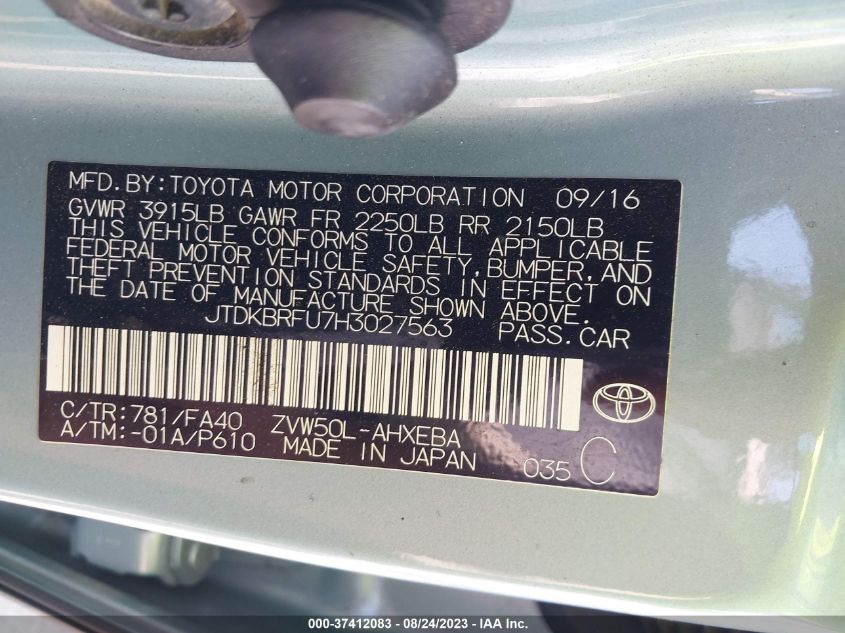 MFD.BY:TOYOTA MOTOR CORPORATION 09/16
GVWR 3915LB GAWR FR 2250LB RR 2150LB
THIS VEHICLE CONFORMS TO ALL APPLICABLE
FEDERAL MOTOR VEHICLE SAFETY,BUMPER,AND
THEFT PREVENTION STANDARDS IN EFFECT ON
THE DATE OF MANUFACTURE SHOWN ABOVE.
JTDKBRFU7H3027563 PASS.CAR
C/TR:781/FA40 ZVW50L-AHXEBA
A/TM:-01A/P610 MADE IN JAPAN 035 C
000-37412083 - 08/24/2023 - Copyright © 2023 IAA, Inc.